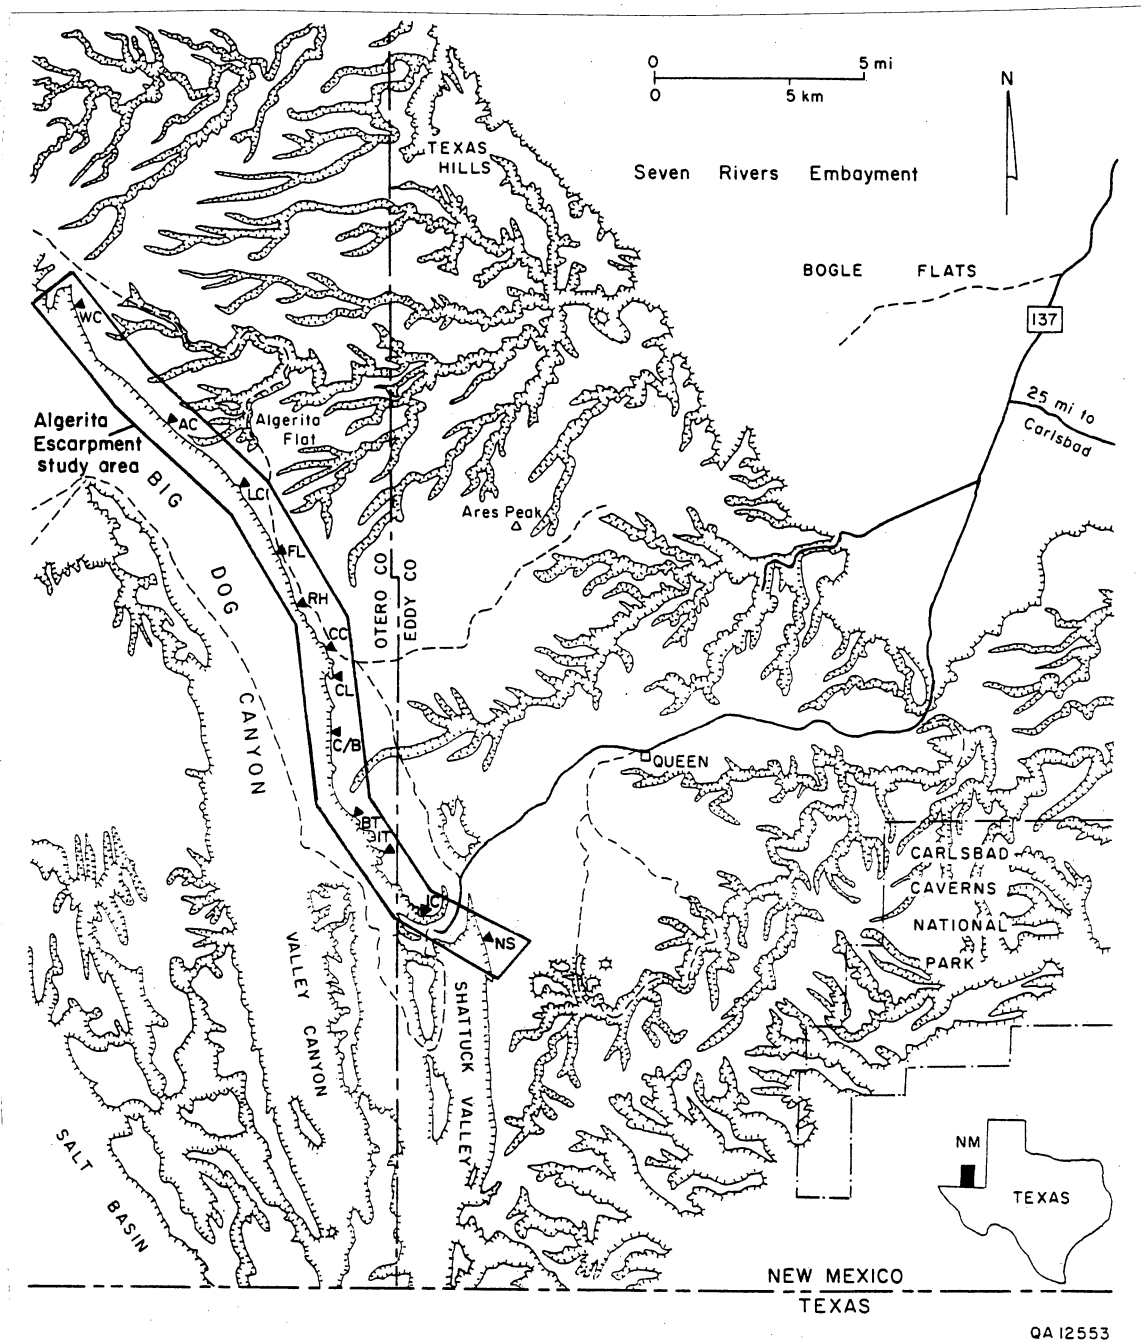 0 5 mi
0 5 km
N
TEXAS
HILLS
Seven Rivers Embayment
BOGLE FLATS
137
25 mi to
Carlsbad
WC
AC
Algerita
Flat
Algerita
Escarpment
study area
LC
BIG
DOG
CANYON
FL
RH
CC
CL
C/B
BT
IT
IC
NS
Ares Peak
OTERO CO
EDDY CO
QUEEN
CARLSBAD
CAVERNS
NATIONAL
PARK
VALLEY
CANYON
SHATTUCK VALLEY
SALT
BASIN
NM
TEXAS
NEW MEXICO
TEXAS
QA 12553